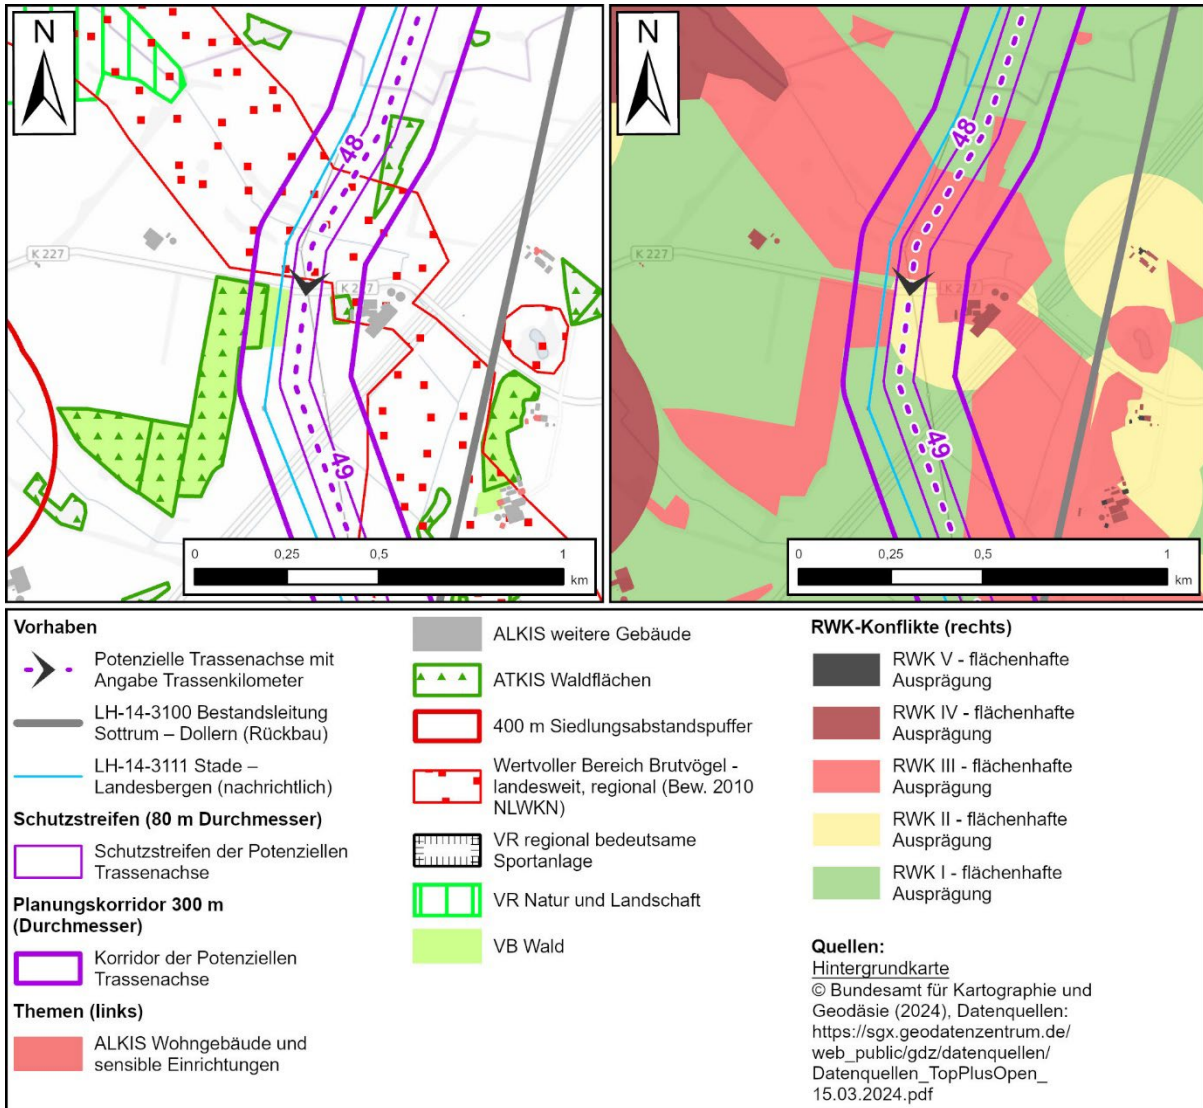 N
48
K 227
K 227
49
0
0,25
0,5
1
km
N
48
K 227
49
0
0,25
0,5
1
km
Vorhaben
Potenzielle Trassenachse mit
Angabe Trassenkilometer
LH-14-3100 Bestandsleitung
Sottrum – Dollern (Rückbau)
LH-14-3111 Stade –
Landesbergen (nachrichtlich)
Schutzstreifen (80 m Durchmesser)
Schutzstreifen der Potenziellen
Trassenachse
Planungskorridor 300 m
(Durchmesser)
Korridor der Potenziellen
Trassenachse
Themen (links)
ALKIS Wohngebäude und
sensible Einrichtungen
ALKIS weitere Gebäude
ATKIS Waldflächen
400 m Siedlungsabstandspuffer
Wertvoller Bereich Brutvögel -
landesweit, regional (Bew. 2010
NLWKN)
VR regional bedeutsame
Sportanlage
VR Natur und Landschaft
VB Wald
RWK-Konflikte (rechts)
RWK V - flächenhafte
Ausprägung
RWK IV - flächenhafte
Ausprägung
RWK III - flächenhafte
Ausprägung
RWK II - flächenhafte
Ausprägung
RWK I - flächenhafte
Ausprägung
Quellen:
Hintergrundkarte
© Bundesamt für Kartographie und
Geodäsie (2024), Datenquellen:
https://sgx.geodatenzentrum.de/
web_public/gdz/datenquellen/
Datenquellen_TopPlusOpen_
15.03.2024.pdf